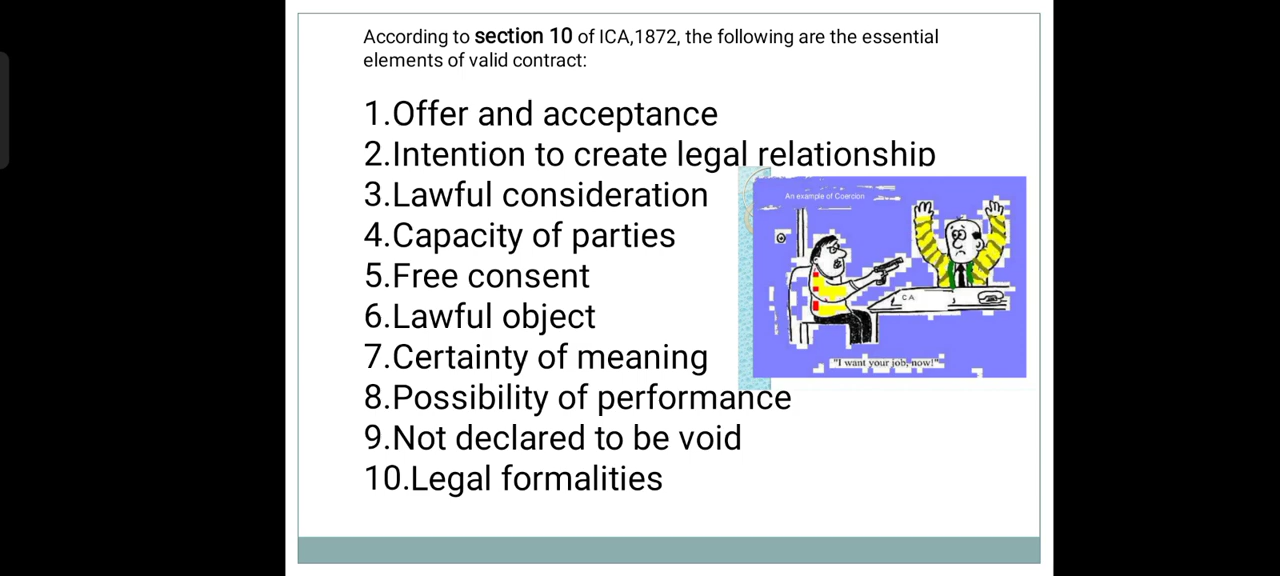 According to section 10 of ICA,1872, the following are the essential
elements of valid contract:
1.Offer and acceptance
2.Intention to create legal relationship
3.Lawful consideration
4.Capacity of parties
5.Free consent
6.Lawful object
7.Certainty of meaning
8.Possibility of performance
9.Not declared to be void
10.Legal formalities
An example of Coercion
CA
"I want your job, now!"